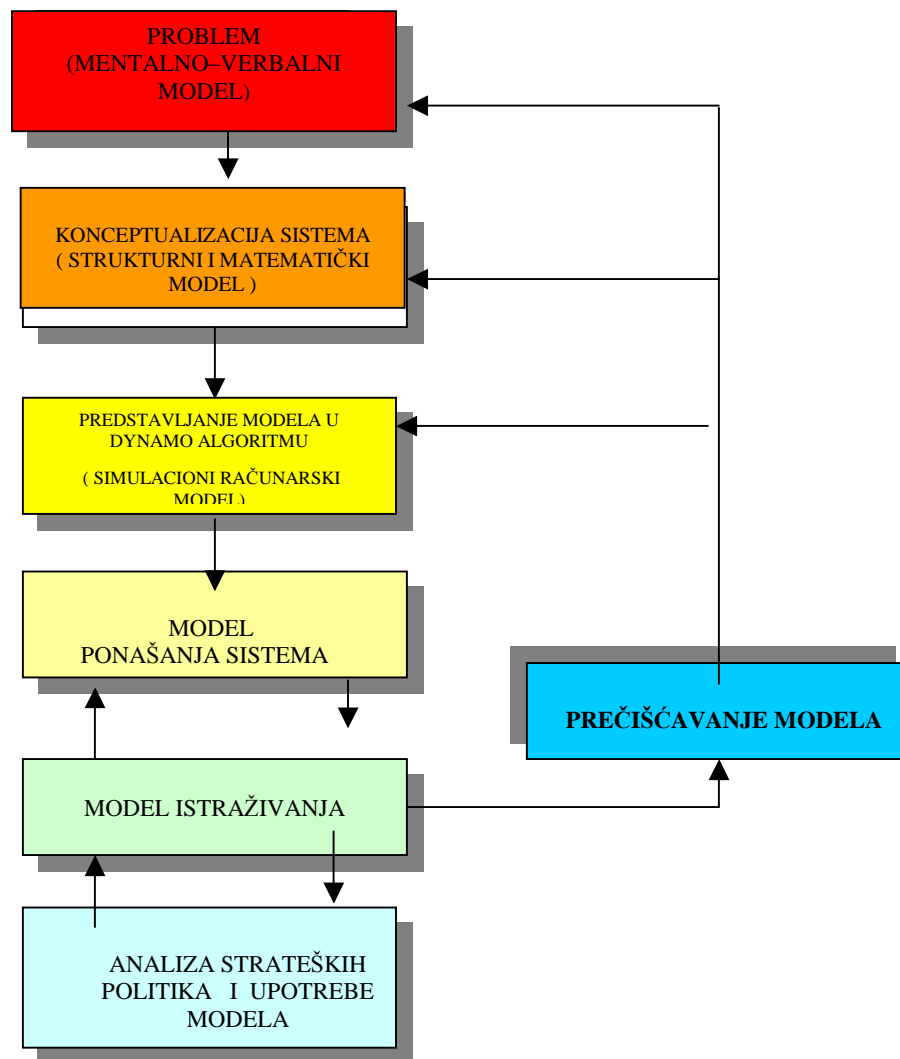 PROBLEM
(MENTALNO–VERBALNI
MODEL)
KONCEPTUALIZACIJA SISTEMA
( STRUKTURNI I MATEMATIČKI
MODEL )
PREDSTAVLJANJE MODELA U
DYNAMO ALGORITMU
( SIMULACIONI RAČUNARSKI
MODEL)
MODEL
PONAŠANJA SISTEMA
PREČIŠĆAVANJE MODELA
MODEL ISTRAŽIVANJA
ANALIZA STRATEŠKIH
POLITIKA I UPOTREBE
MODELA